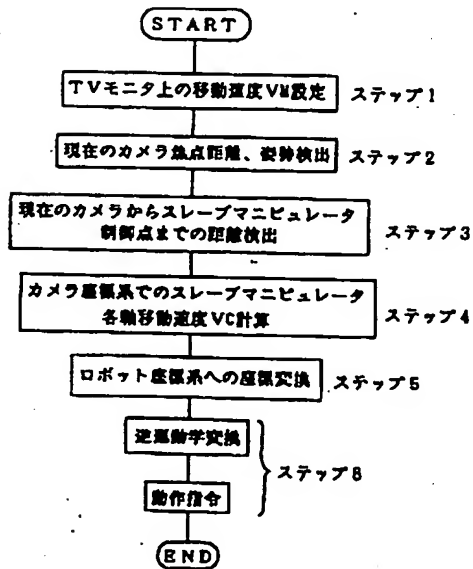 START
TVモニタ上の移動速度VM設定
ステップ1
現在のカメラ焦点距離、姿勢検出
ステップ2
現在のカメラからスレーブマニピュレータ
制御点までの距離検出
ステップ3
カメラ座標系でのスレーブマニピュレータ
各軸移動速度VC計算
ステップ4
ロボット座標系への座標変換
ステップ5
逆運動学変換
動作指令
ステップ8
END